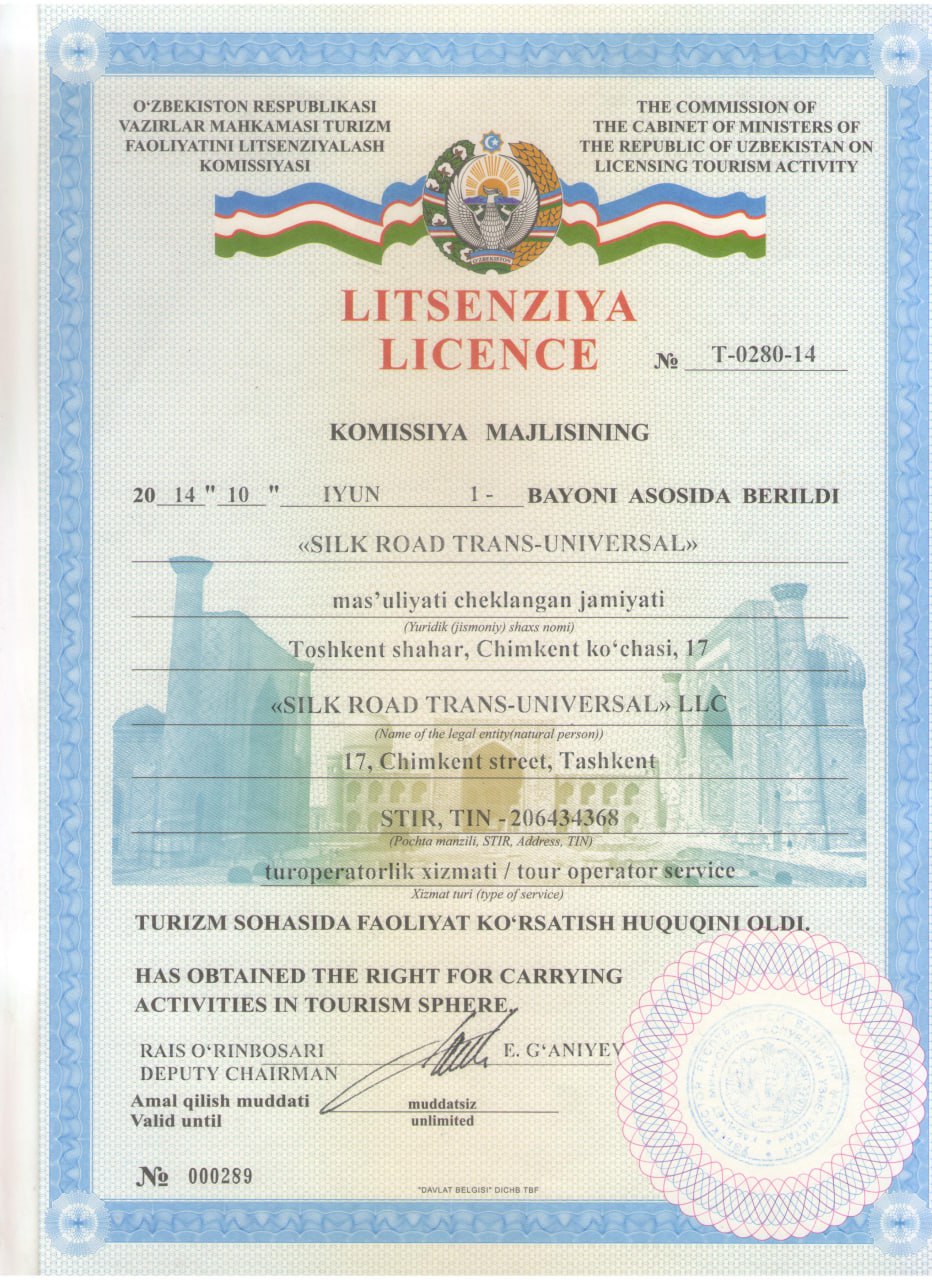 O‘ZBEKISTON RESPUBLIKASI
VAZIRLAR MAHKAMASI TURIZM
FAOLIYATINI LITSENZIYALASH
KOMISSIYASI
THE COMMISSION OF
THE CABINET OF MINISTERS OF
THE REPUBLIC OF UZBEKISTAN ON
LICENSING TOURISM ACTIVITY
O‘ZBEKISTON
LITSENZIYA
LICENCE
№ T-0280-14
KOMISSIYA MAJLISINING
20 14 " 10 " IYUN 1 - BAYONI ASOSIDA BERILDI
«SILK ROAD TRANS-UNIVERSAL»
mas’uliyati cheklangan jamiyati
(Yuridik (jismoniy) shaxs nomi)
Toshkent shahar, Chimkent ko‘chasi, 17
«SILK ROAD TRANS-UNIVERSAL» LLC
(Name of the legal entity(natural person))
17, Chimkent street, Tashkent
STIR, TIN - 206434368
(Pochta manzili, STIR, Address, TIN)
turoperatorlik xizmati / tour operator service
Xizmat turi (type of service)
TURIZM SOHASIDA FAOLIYAT KO‘RSATISH HUQUQINI OLDI.
HAS OBTAINED THE RIGHT FOR CARRYING
ACTIVITIES IN TOURISM SPHERE.
RAIS O‘RINBOSARI
DEPUTY CHAIRMAN
E. G‘ANIYEV
Amal qilish muddati muddatsiz
Valid until unlimited
№ 000289
"DAVLAT BELGISI" DICHB TBF